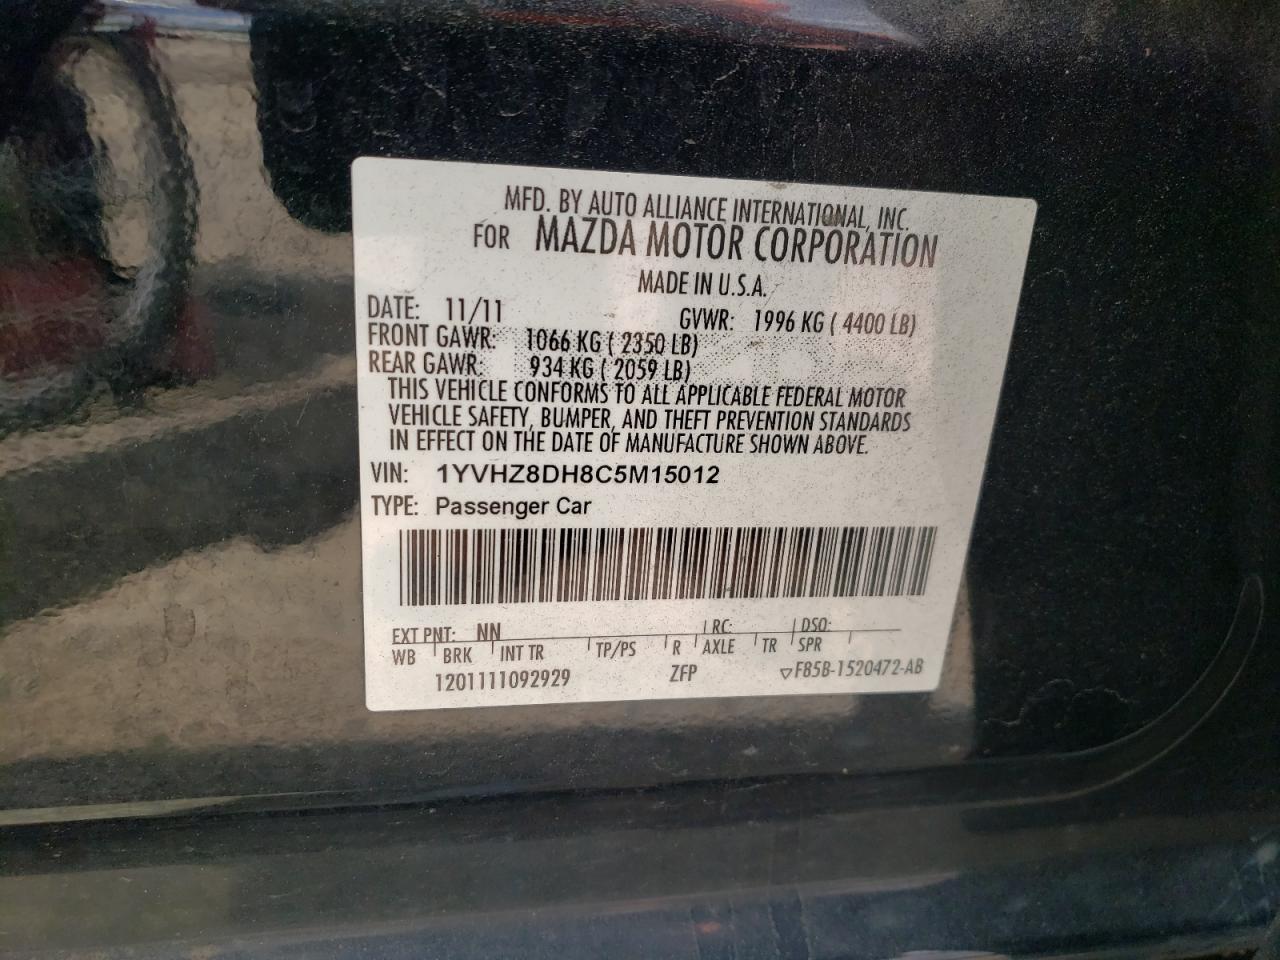 MFD. BY AUTO ALLIANCE INTERNATIONAL, INC.
FOR MAZDA MOTOR CORPORATION
MADE IN U.S.A.
DATE: 11/11 GVWR: 1996 KG ( 4400 LB)
FRONT GAWR: 1066 KG ( 2350 LB)
REAR GAWR: 934 KG ( 2059 LB)
THIS VEHICLE CONFORMS TO ALL APPLICABLE FEDERAL MOTOR
VEHICLE SAFETY, BUMPER, AND THEFT PREVENTION STANDARDS
IN EFFECT ON THE DATE OF MANUFACTURE SHOWN ABOVE.
VIN: 1YVHZ8DH8C5M15012
TYPE: Passenger Car
EXT PNT: NN RC: DSO:
WB BRK INT TR TP/PS R AXLE TR SPR
1201111092929 ZFP ▽F85B-1520472-AB